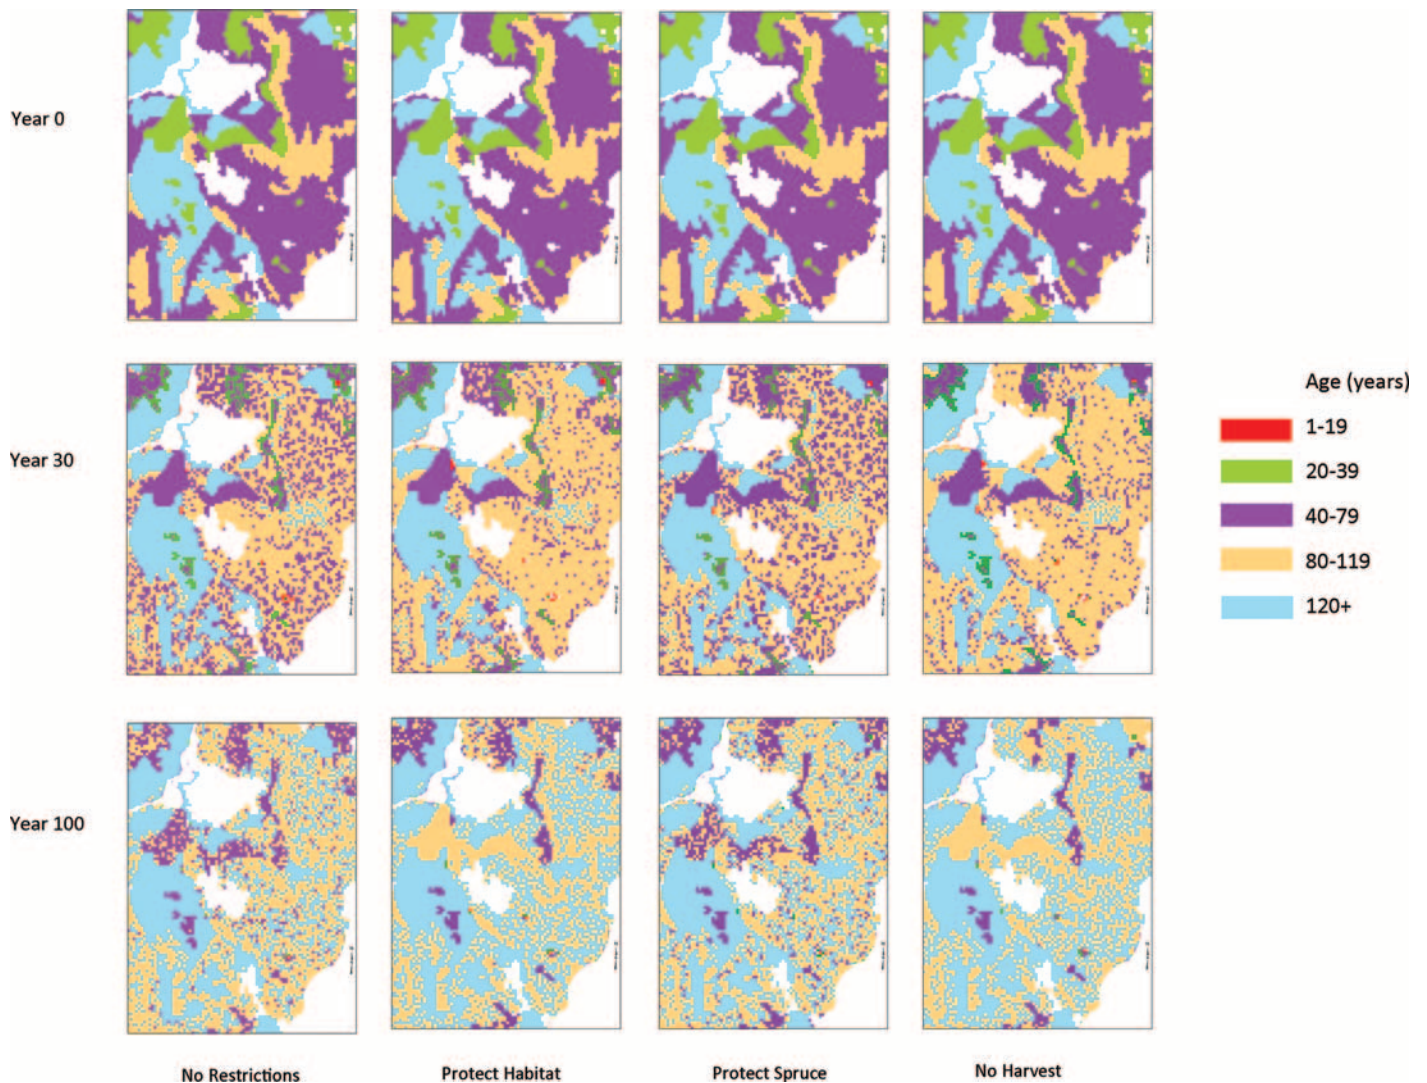 Year 0
Year 30
Year 100
Age (years)
1-19
20-39
40-79
80-119
120+
No Restrictions
Protect Habitat
Protect Spruce
No Harvest